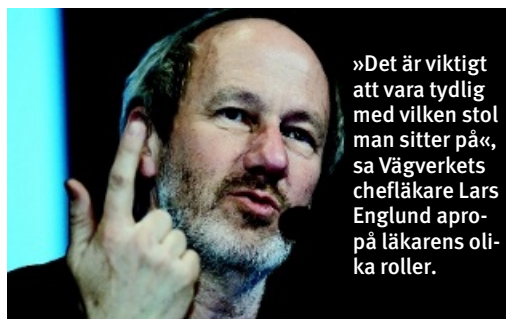 »Det är viktigt
att vara tydlig
med vilken stol
man sitter på«,
sa Vägverkets
chefläkare Lars
Englund apro-
på läkarens oli-
ka roller.